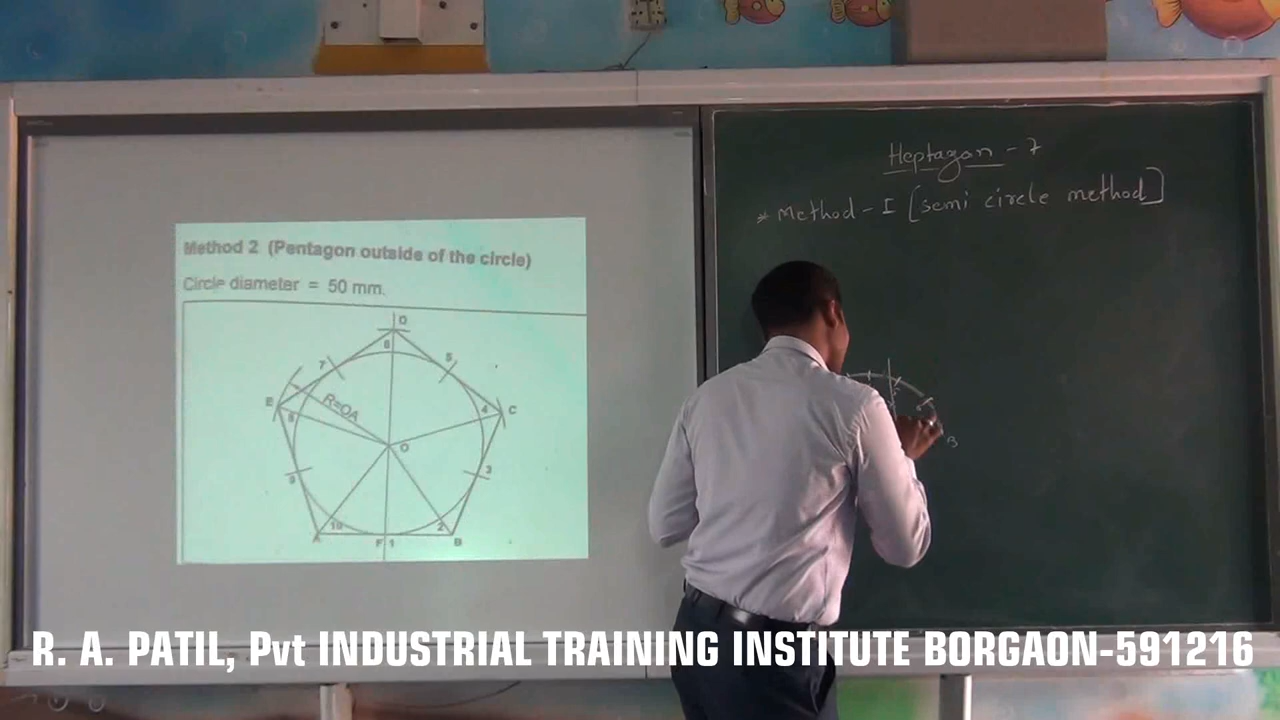 Heptagon - 7
* Method - I [semi circle method]
Method 2 (Pentagon outside of the circle)
Circle diameter = 50 mm.
D
6
7
5
E
R=OA
4
C
8
O
3
9
10
2
A
F
1
B
B
R. A. PATIL, Pvt INDUSTRIAL TRAINING INSTITUTE BORGAON-591216